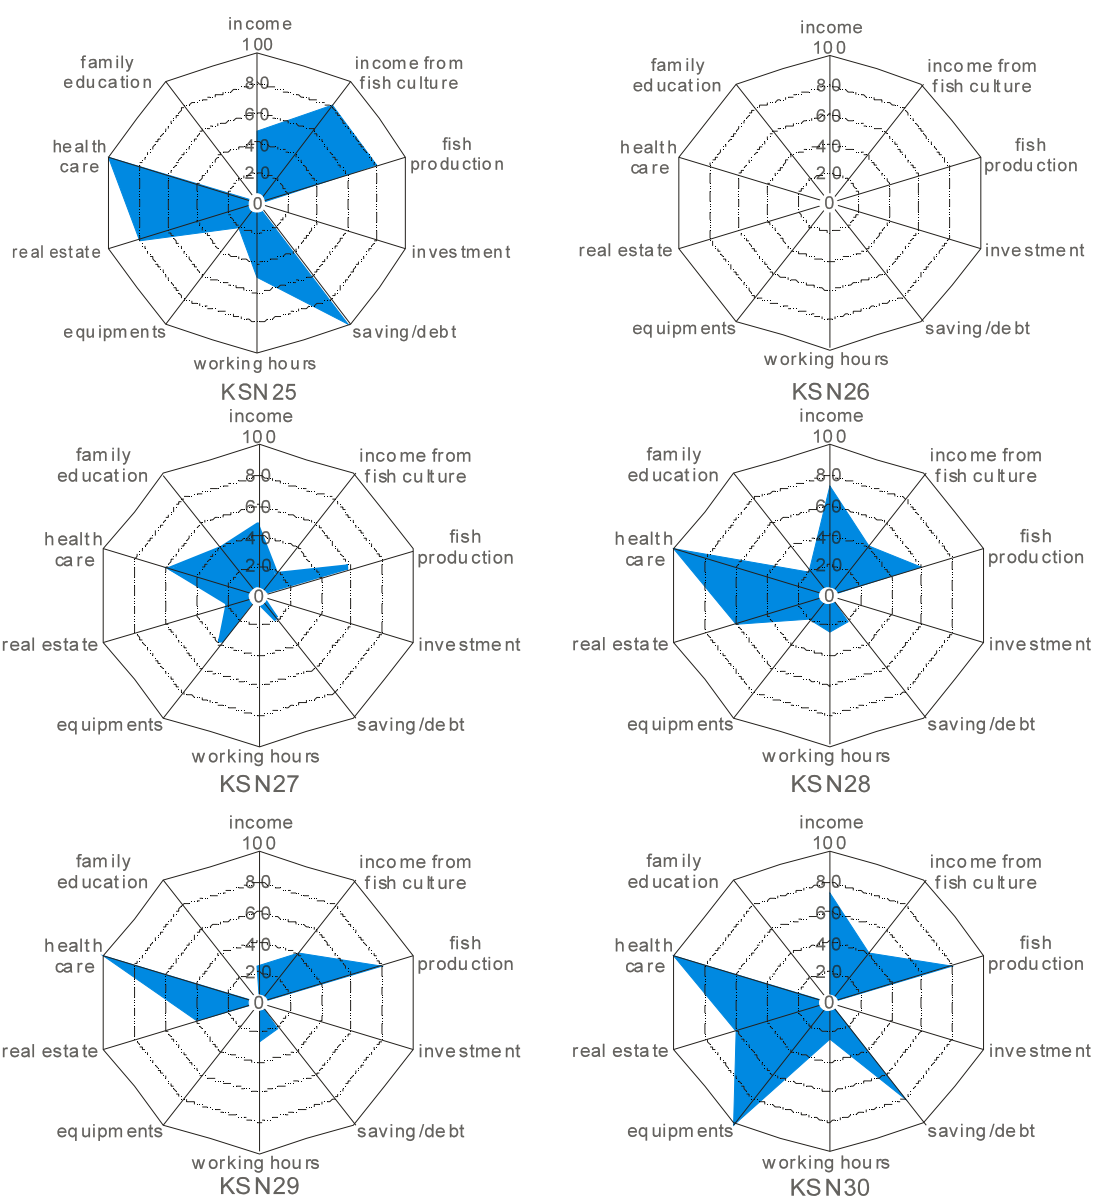 income
100
family
education
income from
fish culture
80
60
40
20
0
health
care
fish
production
real estate
investment
equipments
saving/debt
working hours
KSN25
income
100
family
education
income from
fish culture
80
60
40
20
0
health
care
fish
production
real estate
investment
equipments
saving/debt
working hours
KSN26
income
100
family
education
income from
fish culture
80
60
40
20
0
health
care
fish
production
real estate
investment
equipments
saving/debt
working hours
KSN27
income
100
family
education
income from
fish culture
80
60
40
20
0
health
care
fish
production
real estate
investment
equipments
saving/debt
working hours
KSN28
income
100
family
education
income from
fish culture
80
60
40
20
0
health
care
fish
production
real estate
investment
equipments
saving/debt
working hours
KSN29
income
100
family
education
income from
fish culture
80
60
40
20
0
health
care
fish
production
real estate
investment
equipments
saving/debt
working hours
KSN30